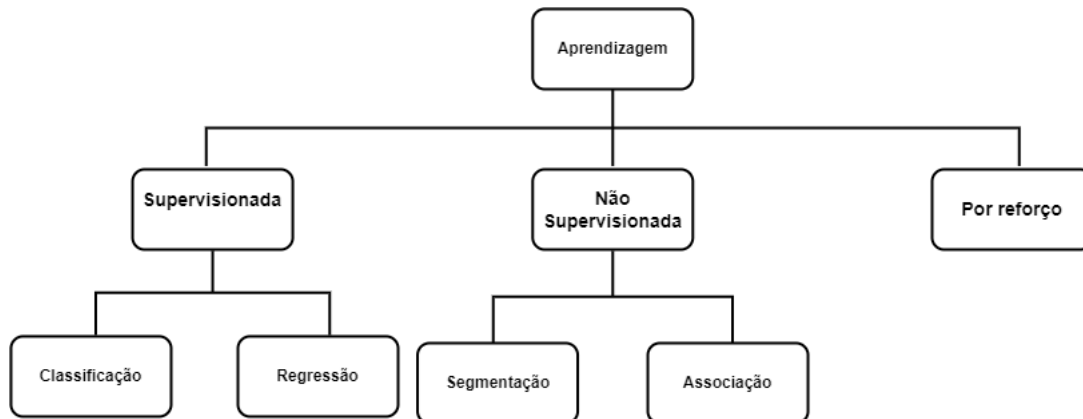 Aprendizagem
Supervisionada
Não
Supervisionada
Por reforço
Classificação
Regressão
Segmentação
Associação